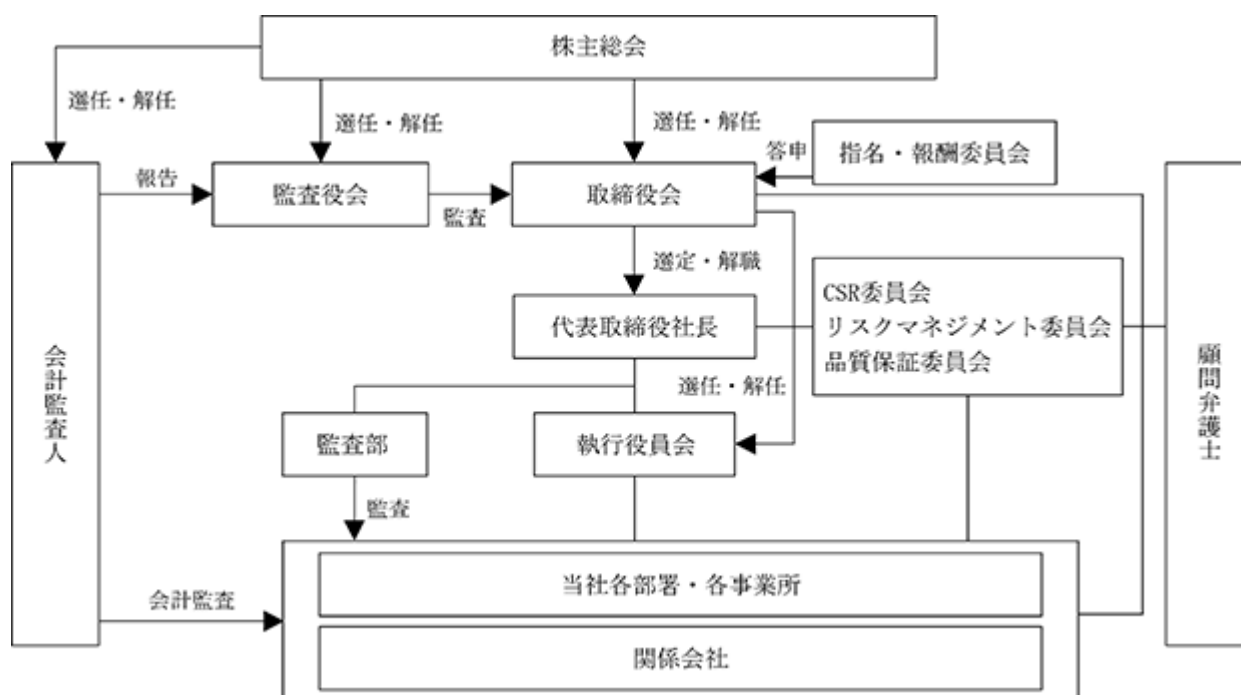 株主総会
選任・解任
選任・解任
選任・解任
答申
指名・報酬委員会
報告
監査役会
監査
取締役会
選定・解職
代表取締役社長
CSR委員会
リスクマネジメント委員会
品質保証委員会
会計監査人
顧問弁護士
選任・解任
監査部
執行役員会
監査
会計監査
当社各部署・各事業所
関係会社